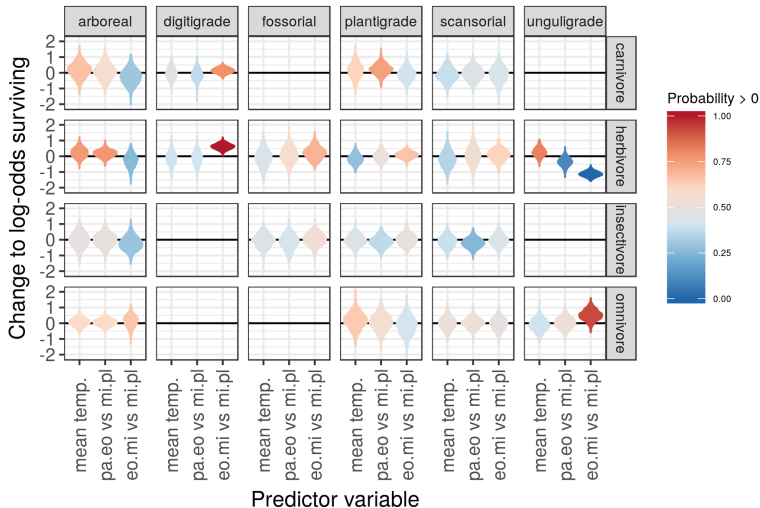 arboreal digitigrade fossorial plantigrade scansorial unguligrade
Change to log-odds surviving
2
1
0
-1
-2
carnivore
2
1
0
-1
-2
herbivore
2
1
0
-1
-2
insectivore
2
1
0
-1
-2
omnivore
mean temp.
pa.eo vs mi.pl
eo.mi vs mi.pl
mean temp.
pa.eo vs mi.pl
eo.mi vs mi.pl
mean temp.
pa.eo vs mi.pl
eo.mi vs mi.pl
mean temp.
pa.eo vs mi.pl
eo.mi vs mi.pl
mean temp.
pa.eo vs mi.pl
eo.mi vs mi.pl
mean temp.
pa.eo vs mi.pl
eo.mi vs mi.pl
Predictor variable
Probability > 0
1.00
0.75
0.50
0.25
0.00